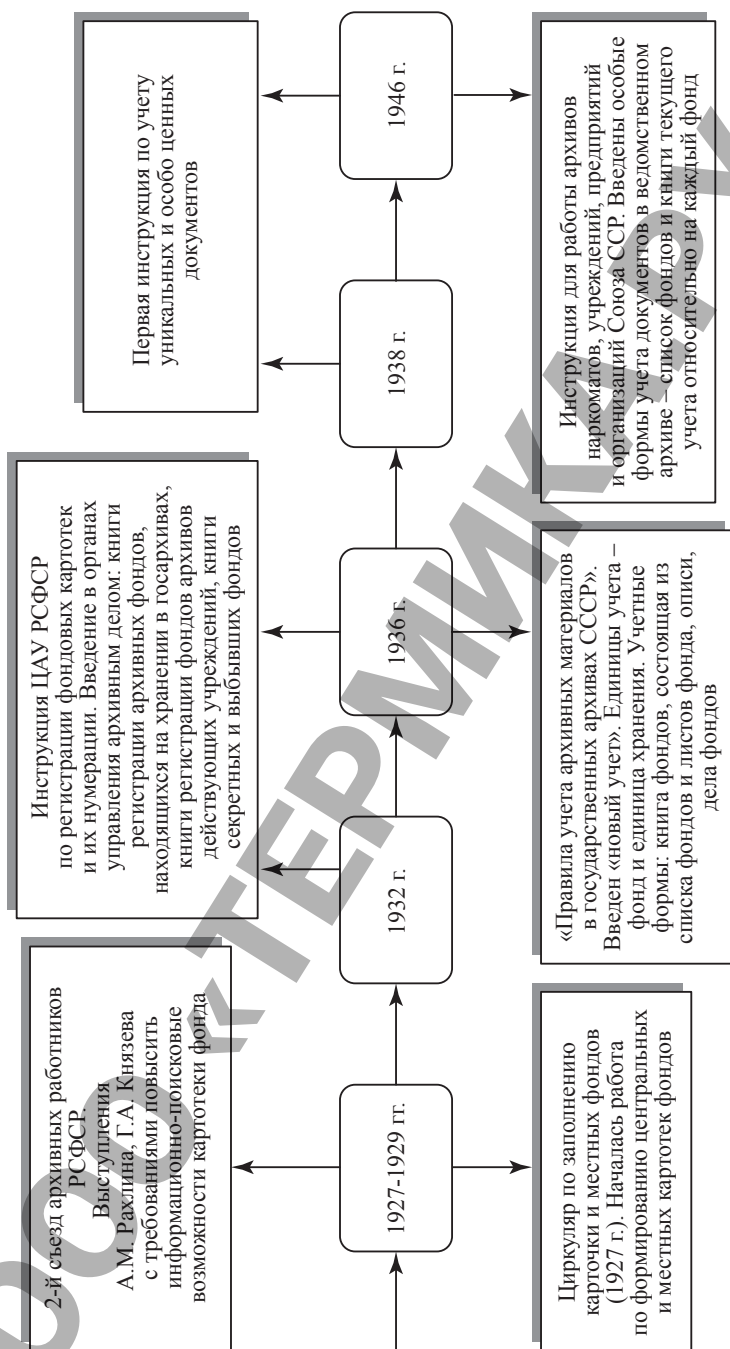 2-й съезд архивных работников
РСФСР.
Выступления
А.М. Рахлина, Г.А. Князева
с требованиями повысить
информационно-поисковые
возможности картотеки фонда
Инструкция ЦАУ РСФСР
по регистрации фондовых картотек
и их нумерации. Введение в органах
управления архивным делом: книги
регистрации архивных фондов,
находящихся на хранении в госархивах,
книги регистрации фондов архивов
действующих учреждений, книги
секретных и выбывших фондов
Первая инструкция по учету
уникальных и особо ценных
документов
1927-1929 гг.
1932 г.
1936 г.
1938 г.
1946 г.
Циркуляр по заполнению
карточки и местных фондов
(1927 г.). Началась работа
по формированию центральных
и местных картотек фондов
«Правила учета архивных материалов
в государственных архивах СССР».
Введен «новый учет». Единицы учета –
фонд и единица хранения. Учетные
формы: книга фондов, состоящая из
списка фондов и листов фонда, описи,
дела фондов
Инструкция для работы архивов
наркоматов, учреждений, предприятий
и организаций Союза ССР. Введены особые
формы учета документов в ведомственном
архиве – список фондов и книги текущего
учета относительно на каждый фонд
ООО «ТЕРМИКА.РУ